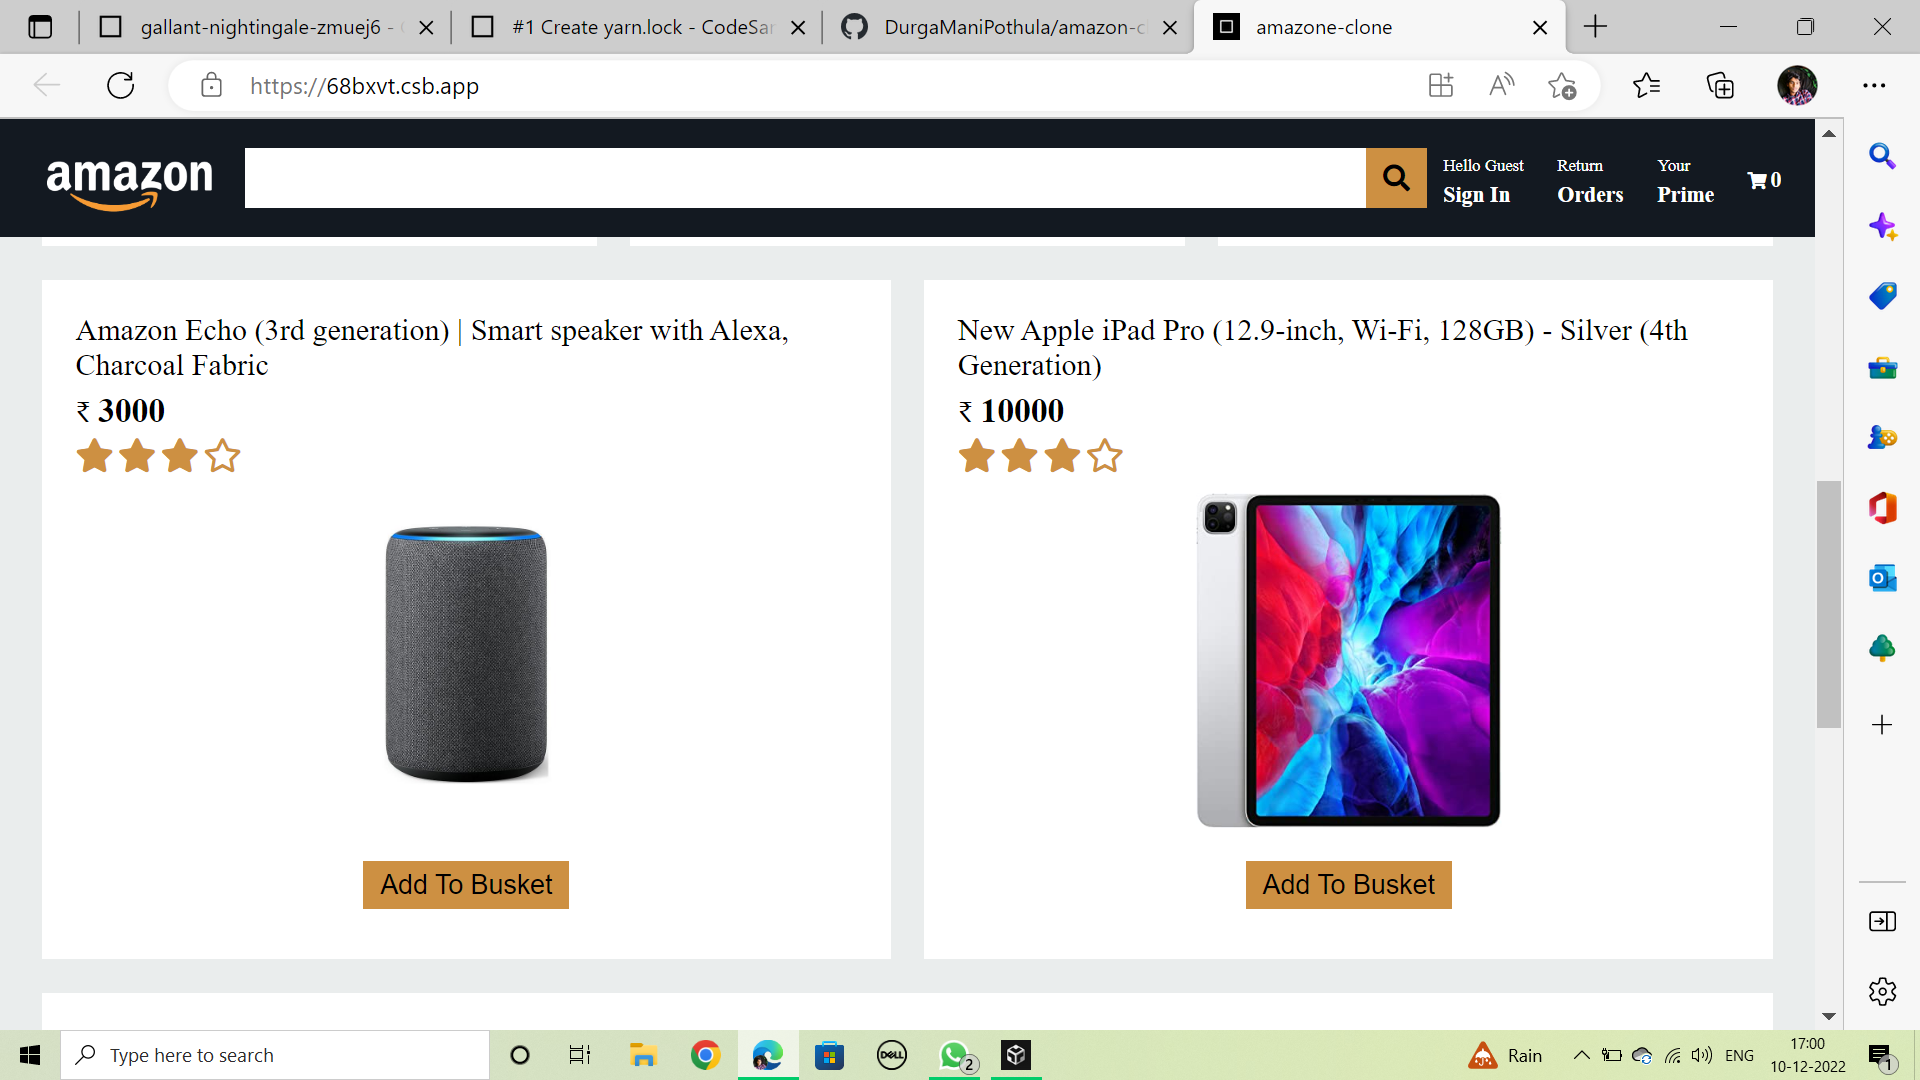 gallant-nightingale-zmuej6 -
#1 Create yarn.lock - CodeSa
DurgaManiPothula/amazon-c
amazone-clone
https://68bxvt.csb.app
amazon
Hello Guest
Sign In
Return
Orders
Your
Prime
0
Amazon Echo (3rd generation) | Smart speaker with Alexa,
Charcoal Fabric
₹ 3000
Add To Busket
New Apple iPad Pro (12.9-inch, Wi-Fi, 128GB) - Silver (4th
Generation)
₹ 10000
Add To Busket
Type here to search
DELL
2
Rain
ENG
17:00
10-12-2022
1